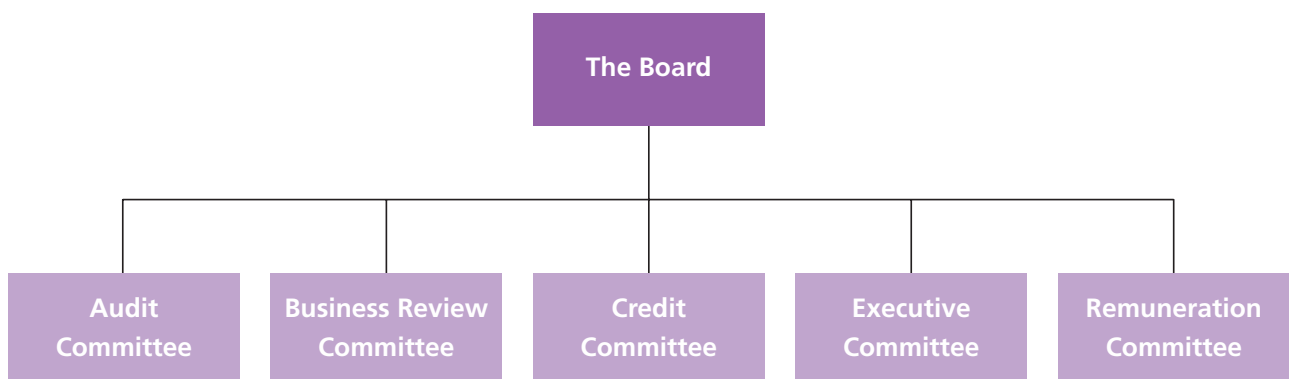 The Board
Audit
Committee
Business Review
Committee
Credit
Committee
Executive
Committee
Remuneration
Committee